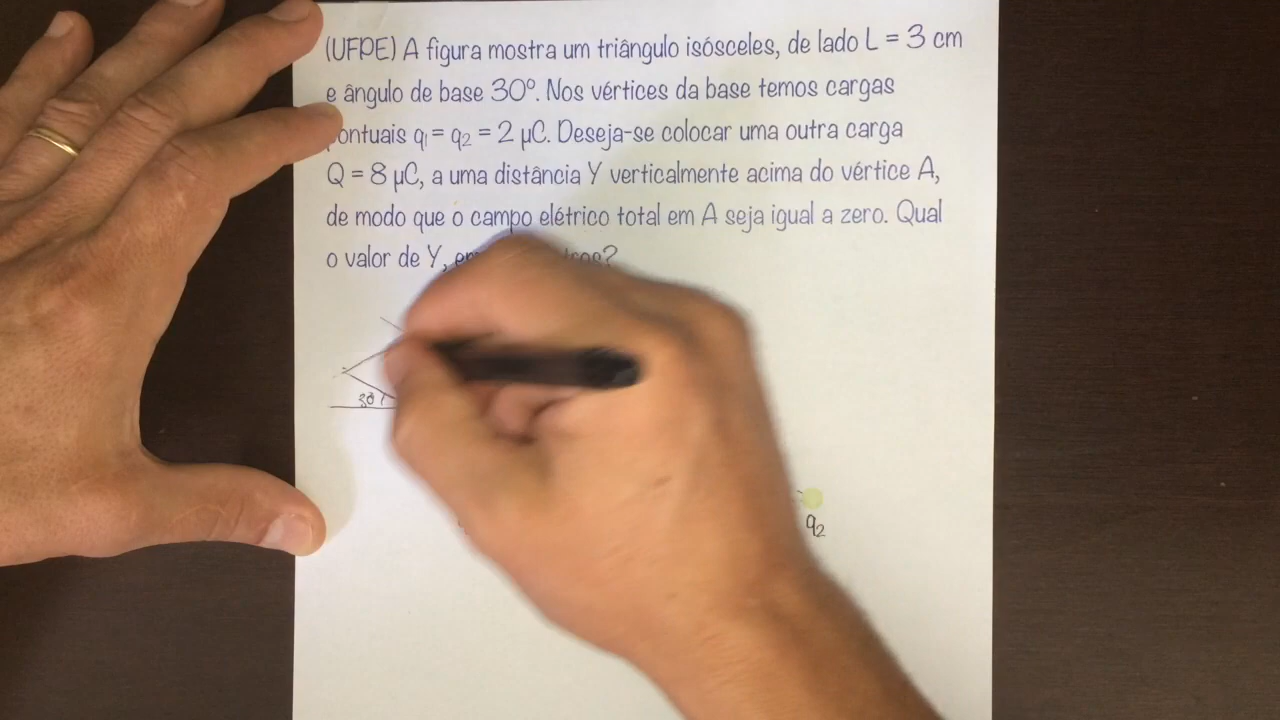 (UFPE) A figura mostra um triângulo isósceles, de lado L = 3 cm
e ângulo de base 30º. Nos vértices da base temos cargas
pontuais q1 = q2 = 2 μC. Deseja-se colocar uma outra carga
Q = 8 μC, a uma distância Y verticalmente acima do vértice A,
de modo que o campo elétrico total em A seja igual a zero. Qual
o valor de Y,
30º
q2